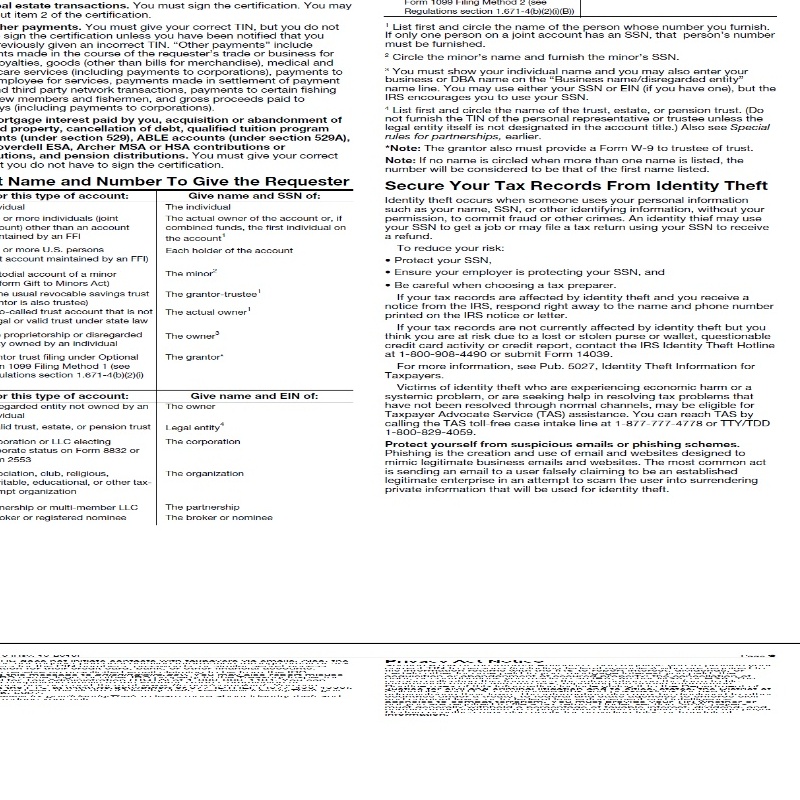 al estate transactions. You must sign the certification. You may
ut item 2 of the certification.
her payments. You must give your correct TIN, but you do not
sign the certification unless you have been notified that you
reviously given an incorrect TIN. “Other payments” include
nts made in the course of the requester’s trade or business for
oyalties, goods (other than bills for merchandise), medical and
care services (including payments to corporations), payments to
mployee for services, payments made in settlement of payment
nd third party network transactions, payments to certain fishing
ew members and fishermen, and gross proceeds paid to
ys (including payments to corporations).
ortgage interest paid by you, acquisition or abandonment of
d property, cancellation of debt, qualified tuition program
nts (under section 529), ABLE accounts (under section 529A),
overdell ESA, Archer MSA or HSA contributions or
utions, and pension distributions. You must give your correct
ut you do not have to sign the certification.
t Name and Number To Give the Requester
or this type of account: Give name and SSN of:
vidual The individual
or more individuals (joint The actual owner of the account or, if
ount) other than an account combined funds, the first individual on
ntained by an FFI the account1
or more U.S. persons Each holder of the account
t account maintained by an FFI)
todial account of a minor The minor2
form Gift to Minors Act)
he usual revocable savings trust The grantor-trustee1
ntor is also trustee)
o-called trust account that is not The actual owner1
gal or valid trust under state law
proprietorship or disregarded The owner3
ty owned by an individual
ntor trust filing under Optional The grantor*
n 1099 Filing Method 1 (see
ulations section 1.671-4(b)(2)(i)
or this type of account: Give name and EIN of:
egarded entity not owned by an The owner
vidual
lid trust, estate, or pension trust Legal entity4
poration or LLC electing The corporation
porate status on Form 8832 or
m 2553
ociation, club, religious, The organization
ritable, educational, or other tax-
mpt organization
nership or multi-member LLC The partnership
oker or registered nominee The broker or nominee
Form 1099 Filing Method 2 (see
Regulations section 1.671-4(b)(2)(i)(B))
1 List first and circle the name of the person whose number you furnish.
If only one person on a joint account has an SSN, that person’s number
must be furnished.
2 Circle the minor’s name and furnish the minor’s SSN.
3 You must show your individual name and you may also enter your
business or DBA name on the “Business name/disregarded entity”
name line. You may use either your SSN or EIN (if you have one), but the
IRS encourages you to use your SSN.
4 List first and circle the name of the trust, estate, or pension trust. (Do
not furnish the TIN of the personal representative or trustee unless the
legal entity itself is not designated in the account title.) Also see Special
rules for partnerships, earlier.
*Note: The grantor also must provide a Form W-9 to trustee of trust.
Note: If no name is circled when more than one name is listed, the
number will be considered to be that of the first name listed.
Secure Your Tax Records From Identity Theft
Identity theft occurs when someone uses your personal information
such as your name, SSN, or other identifying information, without your
permission, to commit fraud or other crimes. An identity thief may use
your SSN to get a job or may file a tax return using your SSN to receive
a refund.
To reduce your risk:
• Protect your SSN,
• Ensure your employer is protecting your SSN, and
• Be careful when choosing a tax preparer.
If your tax records are affected by identity theft and you receive a
notice from the IRS, respond right away to the name and phone number
printed on the IRS notice or letter.
If your tax records are not currently affected by identity theft but you
think you are at risk due to a lost or stolen purse or wallet, questionable
credit card activity or credit report, contact the IRS Identity Theft Hotline
at 1-800-908-4490 or submit Form 14039.
For more information, see Pub. 5027, Identity Theft Information for
Taxpayers.
Victims of identity theft who are experiencing economic harm or a
systemic problem, or are seeking help in resolving tax problems that
have not been resolved through normal channels, may be eligible for
Taxpayer Advocate Service (TAS) assistance. You can reach TAS by
calling the TAS toll-free case intake line at 1-877-777-4778 or TTY/TDD
1-800-829-4059.
Protect yourself from suspicious emails or phishing schemes.
Phishing is the creation and use of email and websites designed to
mimic legitimate business emails and websites. The most common act
is sending an email to a user falsely claiming to be an established
legitimate enterprise in an attempt to scam the user into surrendering
private information that will be used for identity theft.
Privacy Act Notice
information.